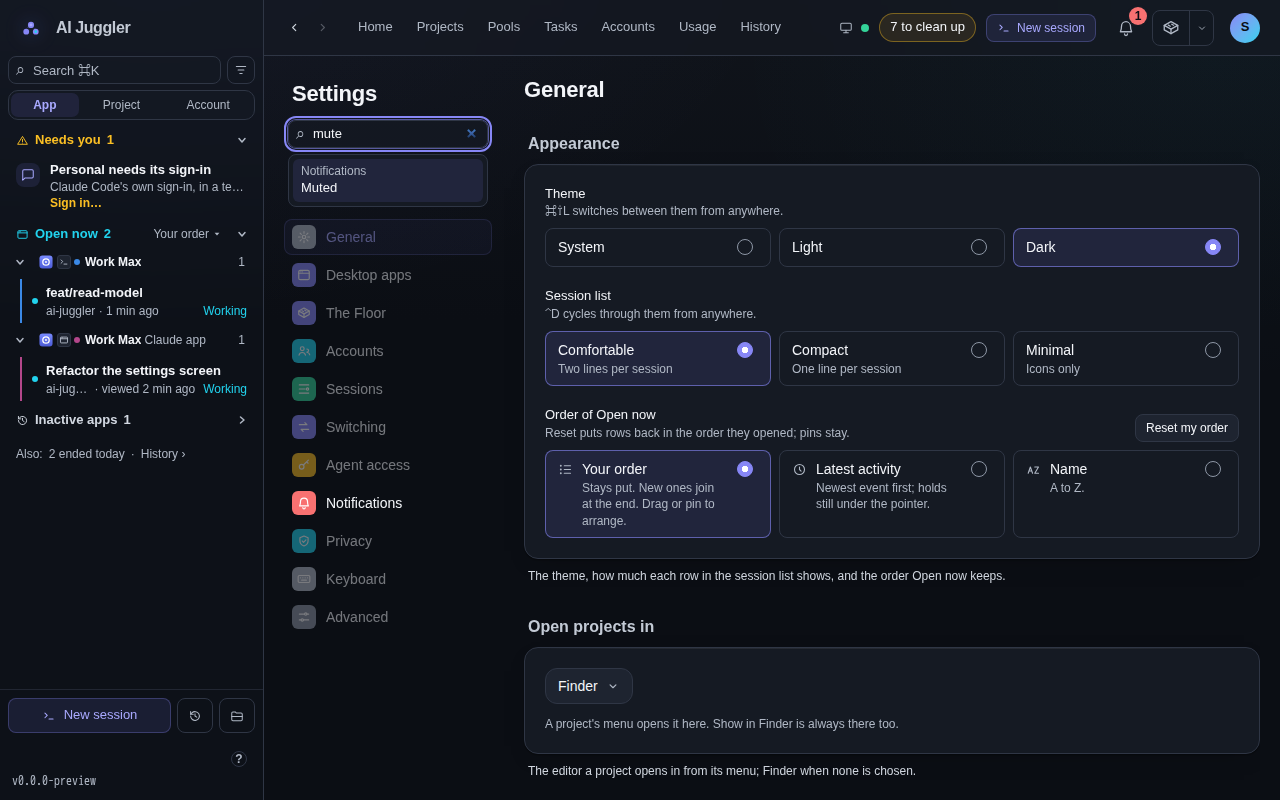 AI Juggler
Search ⌘K
App Project Account
Needs you 1
Personal needs its sign-in
Claude Code's own sign-in, in a te…
Sign in…
Open now 2 Your order
Work Max 1
feat/read-model
ai-juggler · 1 min ago Working
Work Max Claude app 1
Refactor the settings screen
ai-jug… · viewed 2 min ago Working
Inactive apps 1
Also: 2 ended today · History ›
New session
?
v0.0.0-preview
Home Projects Pools Tasks Accounts Usage History
7 to clean up
New session
1
S
Settings
mute
Notifications
Muted
General
Desktop apps
The Floor
Accounts
Sessions
Switching
Agent access
Notifications
Privacy
Keyboard
Advanced
General
Appearance
Theme
⌘⇧L switches between them from anywhere.
System Light Dark
Session list
^D cycles through them from anywhere.
Comfortable
Two lines per session
Compact
One line per session
Minimal
Icons only
Order of Open now
Reset puts rows back in the order they opened; pins stay.
Reset my order
Your order
Stays put. New ones join
at the end. Drag or pin to
arrange.
Latest activity
Newest event first; holds
still under the pointer.
AZ Name
A to Z.
The theme, how much each row in the session list shows, and the order Open now keeps.
Open projects in
Finder
A project's menu opens it here. Show in Finder is always there too.
The editor a project opens in from its menu; Finder when none is chosen.